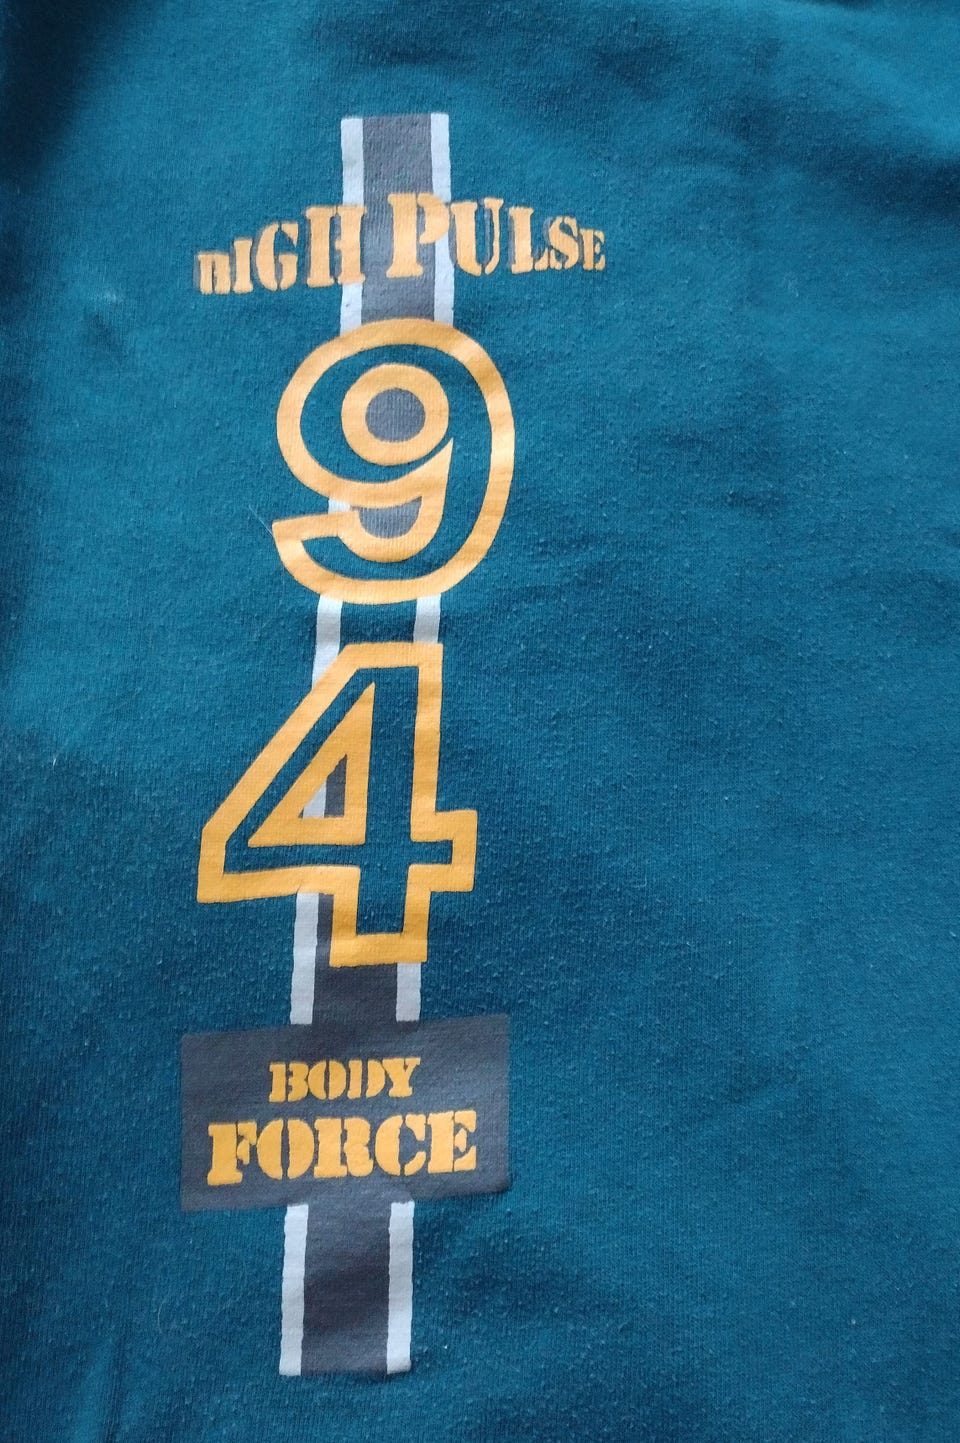 HIGH PULSE
9
4
BODY
FORCE